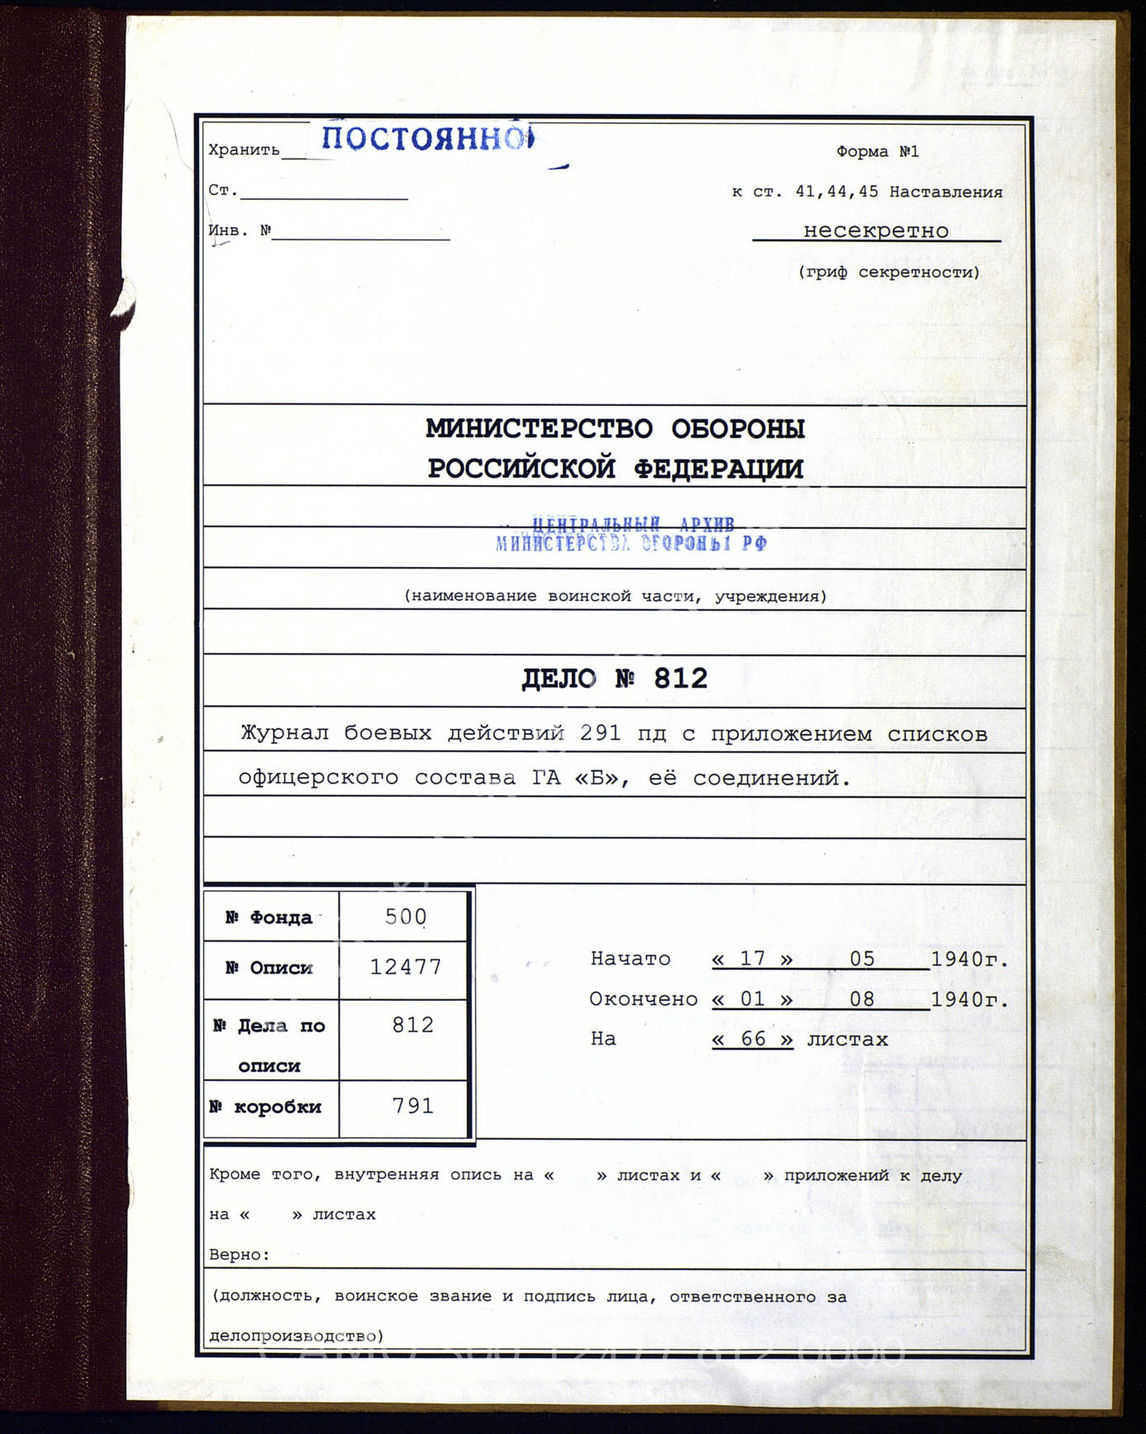 Хранить ПОСТОЯННО
Форма №1
Ст.
к ст. 41,44,45 Наставления
Инв. №
несекретно
(гриф секретности)
МИНИСТЕРСТВО ОБОРОНЫ
РОССИЙСКОЙ ФЕДЕРАЦИИ
ЦЕНТРАЛЬНЫЙ АРХИВ
МИНИСТЕРСТВА ОБОРОНЫ РФ
(наименование воинской части, учреждения)
ДЕЛО № 812
Журнал боевых действий 291 пд с приложением списков
офицерского состава ГА «Б», её соединений.
№ Фонда 500
№ Описи 12477
№ Дела по 812
описи
№ коробки 791
Начато « 17 » 05 1940г.
Окончено « 01 » 08 1940г.
На « 66 » листах
Кроме того, внутренняя опись на « » листах и « » приложений к делу
на « » листах
Верно:
(должность, воинское звание и подпись лица, ответственного за
делопроизводство)